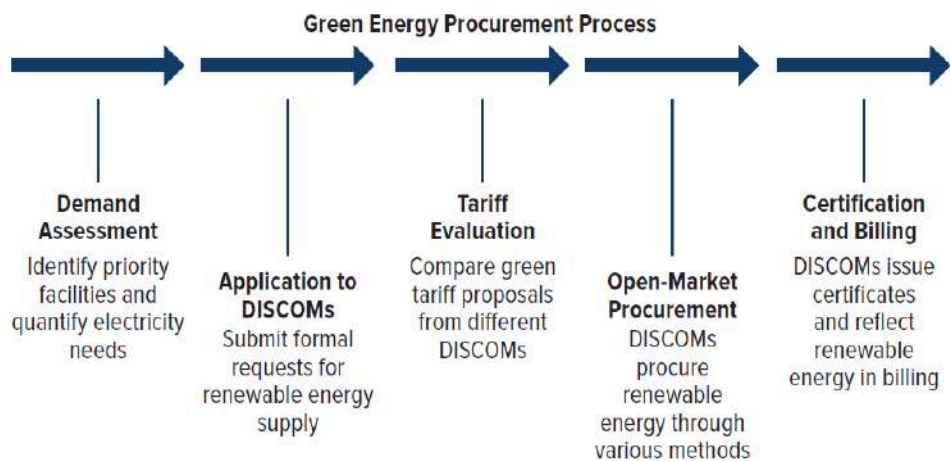 Green Energy Procurement Process
Demand
Assessment
Identify priority
facilities and
quantify electricity
needs
Application to
DISCOMs
Submit formal
requests for
renewable energy
supply
Tariff
Evaluation
Compare green
tariff proposals
from different
DISCOMs
Open-Market
Procurement
DISCOMs
procure
renewable
energy through
various methods
Certification
and Billing
DISCOMs issue
certificates
and reflect
renewable
energy in billing